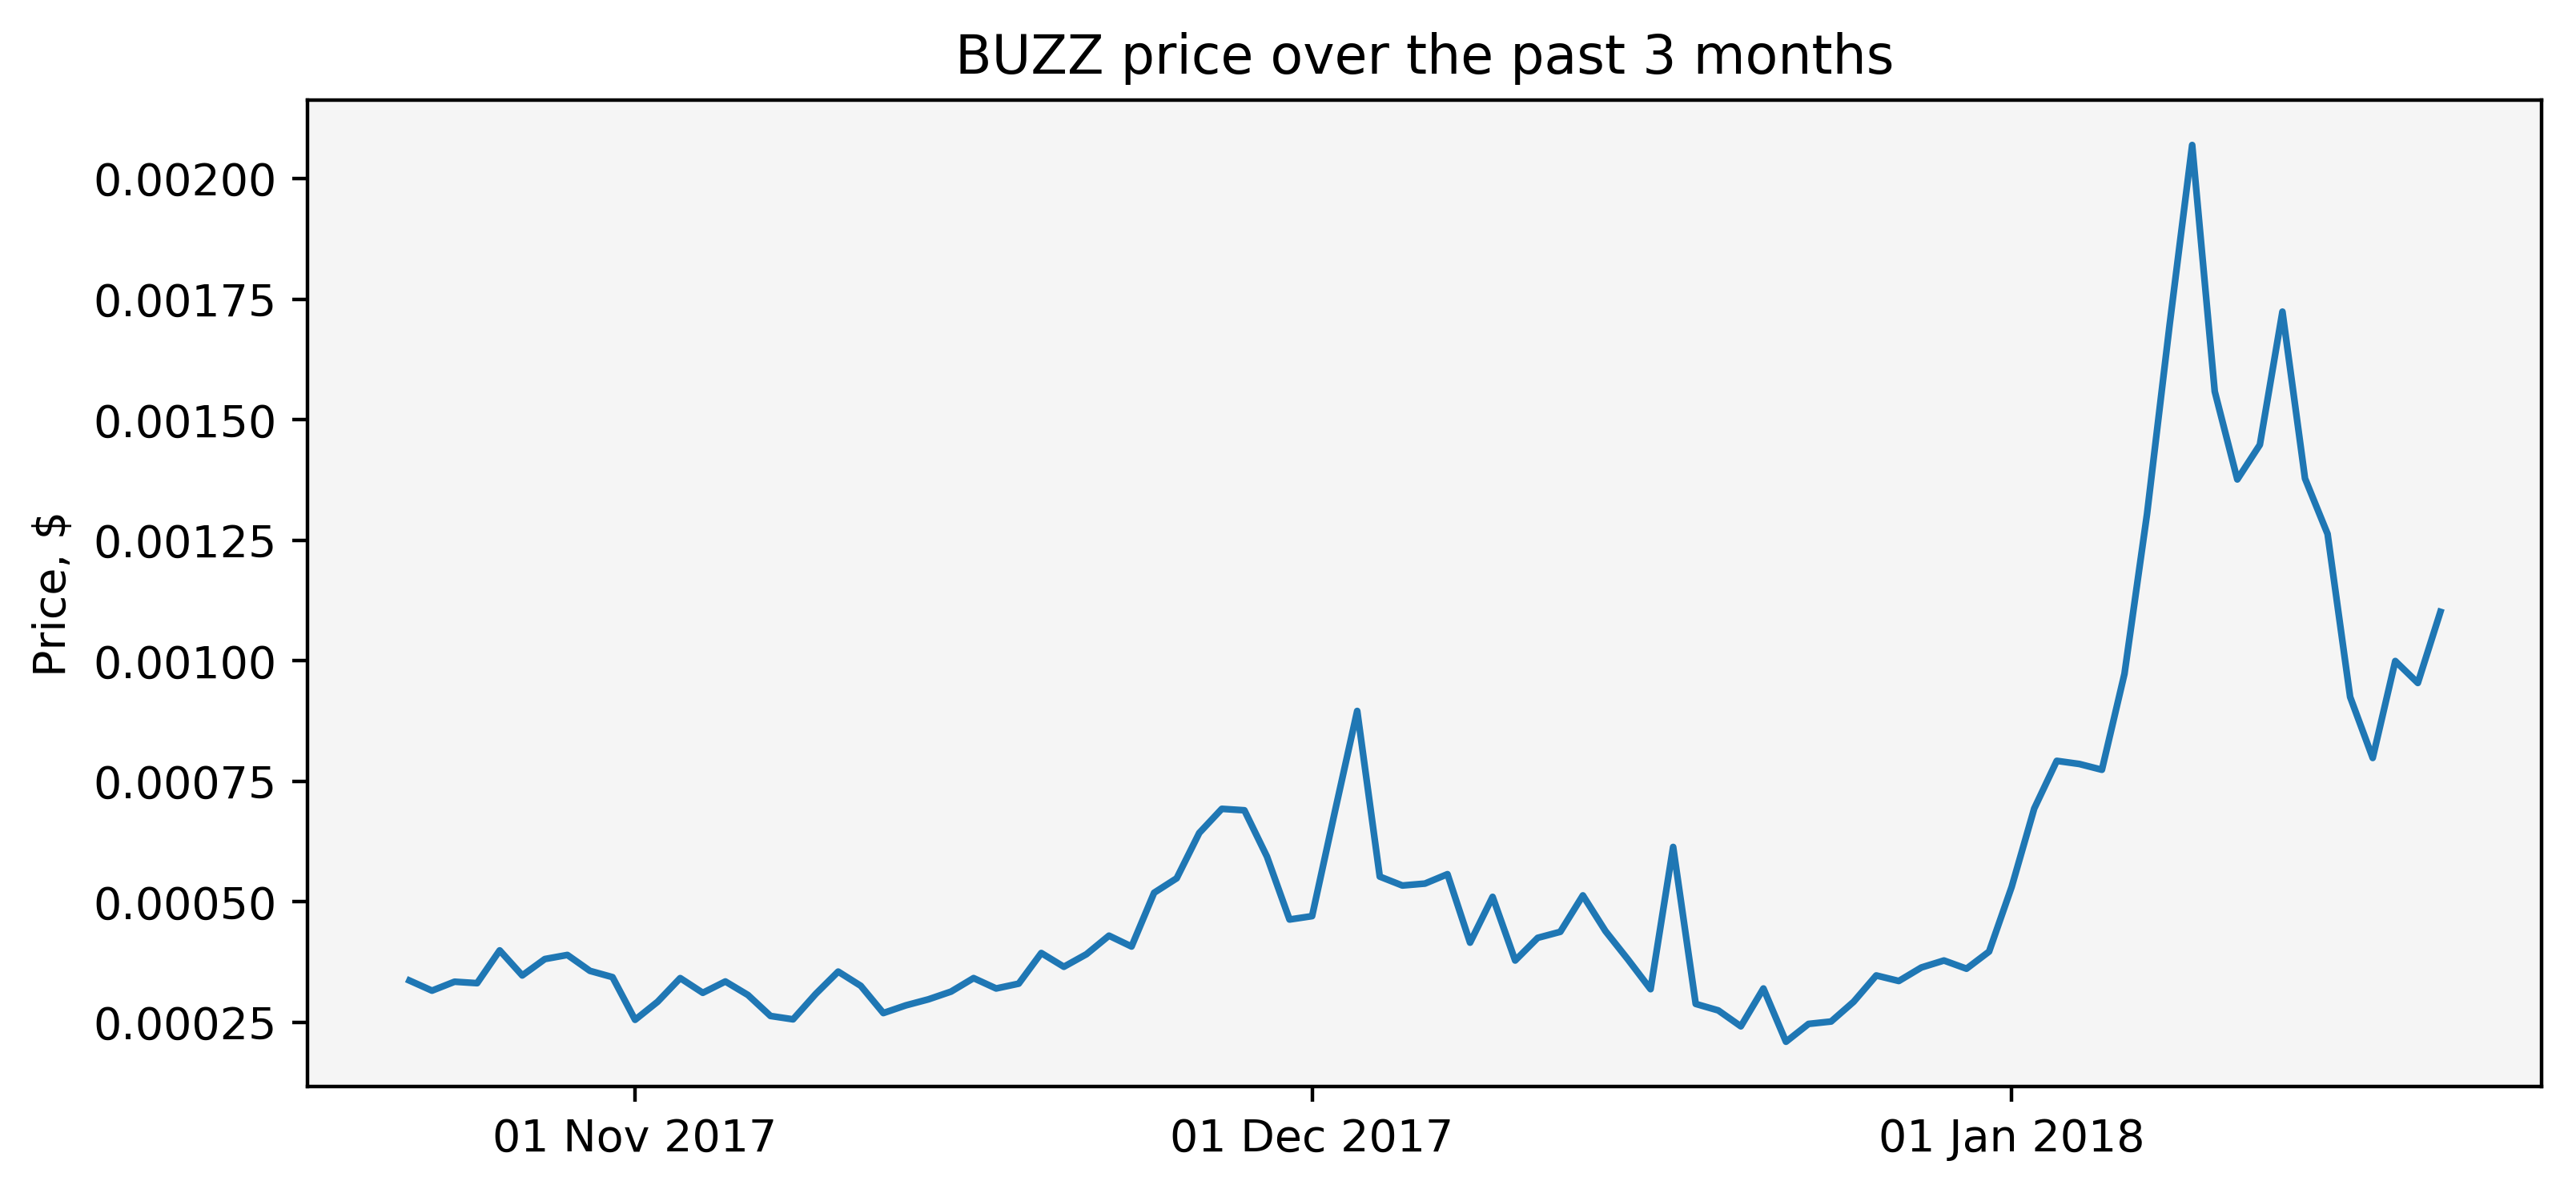 BUZZ price over the past 3 months
Price, $
0.00200
0.00175
0.00150
0.00125
0.00100
0.00075
0.00050
0.00025
01 Nov 2017
01 Dec 2017
01 Jan 2018